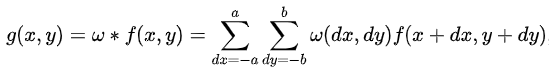 g(x, y) = ω * f(x, y) = ∑_{dx=-a}^{a} ∑_{dy=-b}^{b} ω(dx, dy) f(x + dx, y + dy).